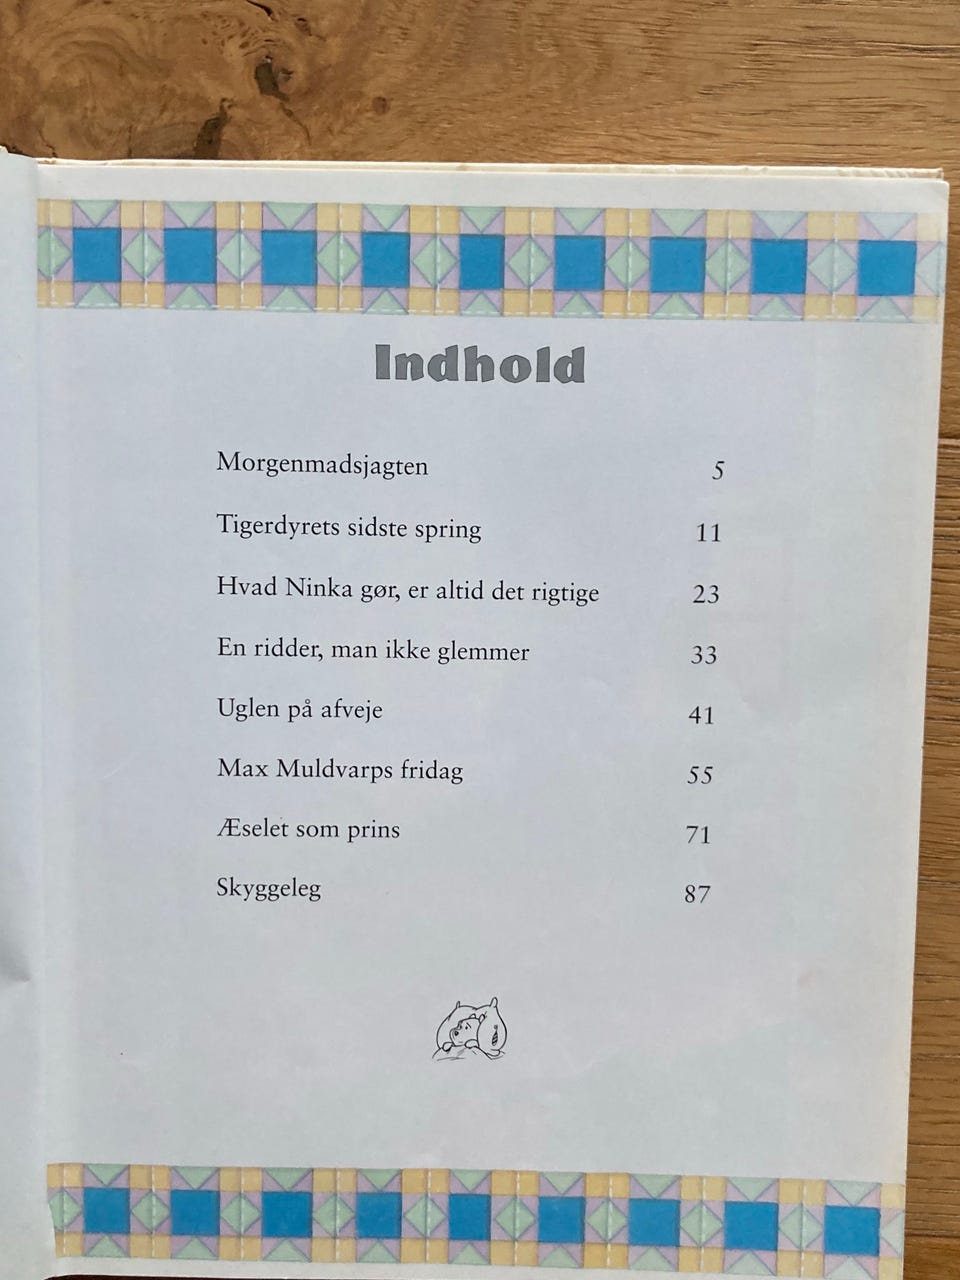 Indhold
Morgenmadsjagten 5
Tigerdyrets sidste spring 11
Hvad Ninka gør, er altid det rigtige 23
En ridder, man ikke glemmer 33
Uglen på afveje 41
Max Muldvarps fridag 55
Æselet som prins 71
Skyggeleg 87